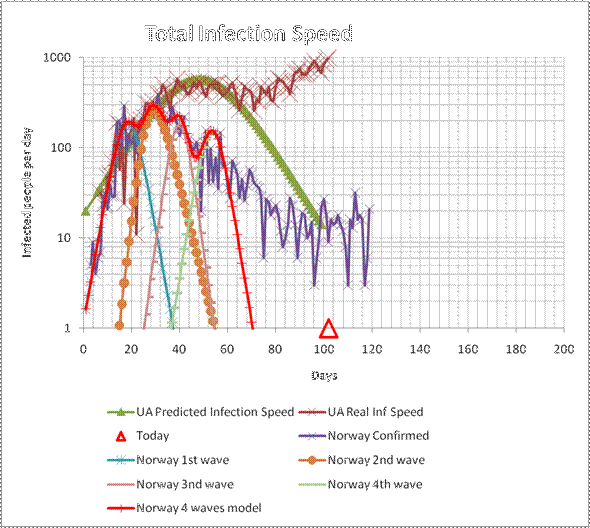 Total Infection Speed
Infected people per day
1000
100
10
1
0 20 40 60 80 100 120 140 160 180 200
Days
UA Predicted Infection Speed UA Real Inf Speed
Today Norway Confirmed
Norway 1st wave Norway 2nd wave
Norway 3nd wave Norway 4th wave
Norway 4 waves model